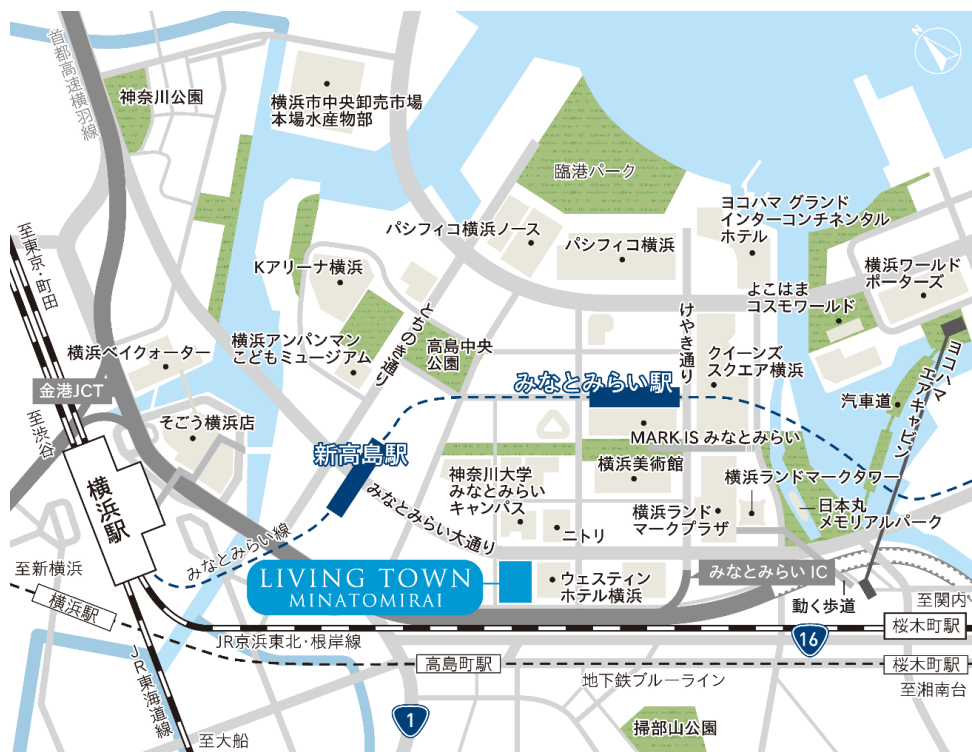 N
首都高速横羽線
神奈川公園
横浜市中央卸売市場
本場水産物部
臨港パーク
ヨコハマ グランド
インターコンチネンタル
ホテル
パシフィコ横浜ノース
パシフィコ横浜
至東京・町田
Kアリーナ横浜
横浜ワールド
ポーターズ
よこはま
コスモワールド
とちのき通り
けやき通り
横浜ベイクォーター
横浜アンパンマン
こどもミュージアム
高島中央
公園
クイーンズ
スクエア横浜
ヨコハマ
エアキャビン
金港JCT
みなとみらい駅
汽車道
至渋谷
そごう横浜店
MARK IS みなとみらい
新高島駅
横浜駅
神奈川大学
みなとみらい
キャンパス
横浜美術館
横浜ランドマークタワー
みなとみらい大通り
ニトリ
横浜ランド
マークプラザ
日本丸
メモリアルパーク
みなとみらい線
至新横浜
LIVING TOWN
MINATOMIRAI
ウェスティン
ホテル横浜
みなとみらい IC
動く歩道
至関内
横浜駅
JR京浜東北・根岸線
16
桜木町駅
JR東海道線
高島町駅
地下鉄ブルーライン
桜木町駅
至湘南台
1
掃部山公園
至大船